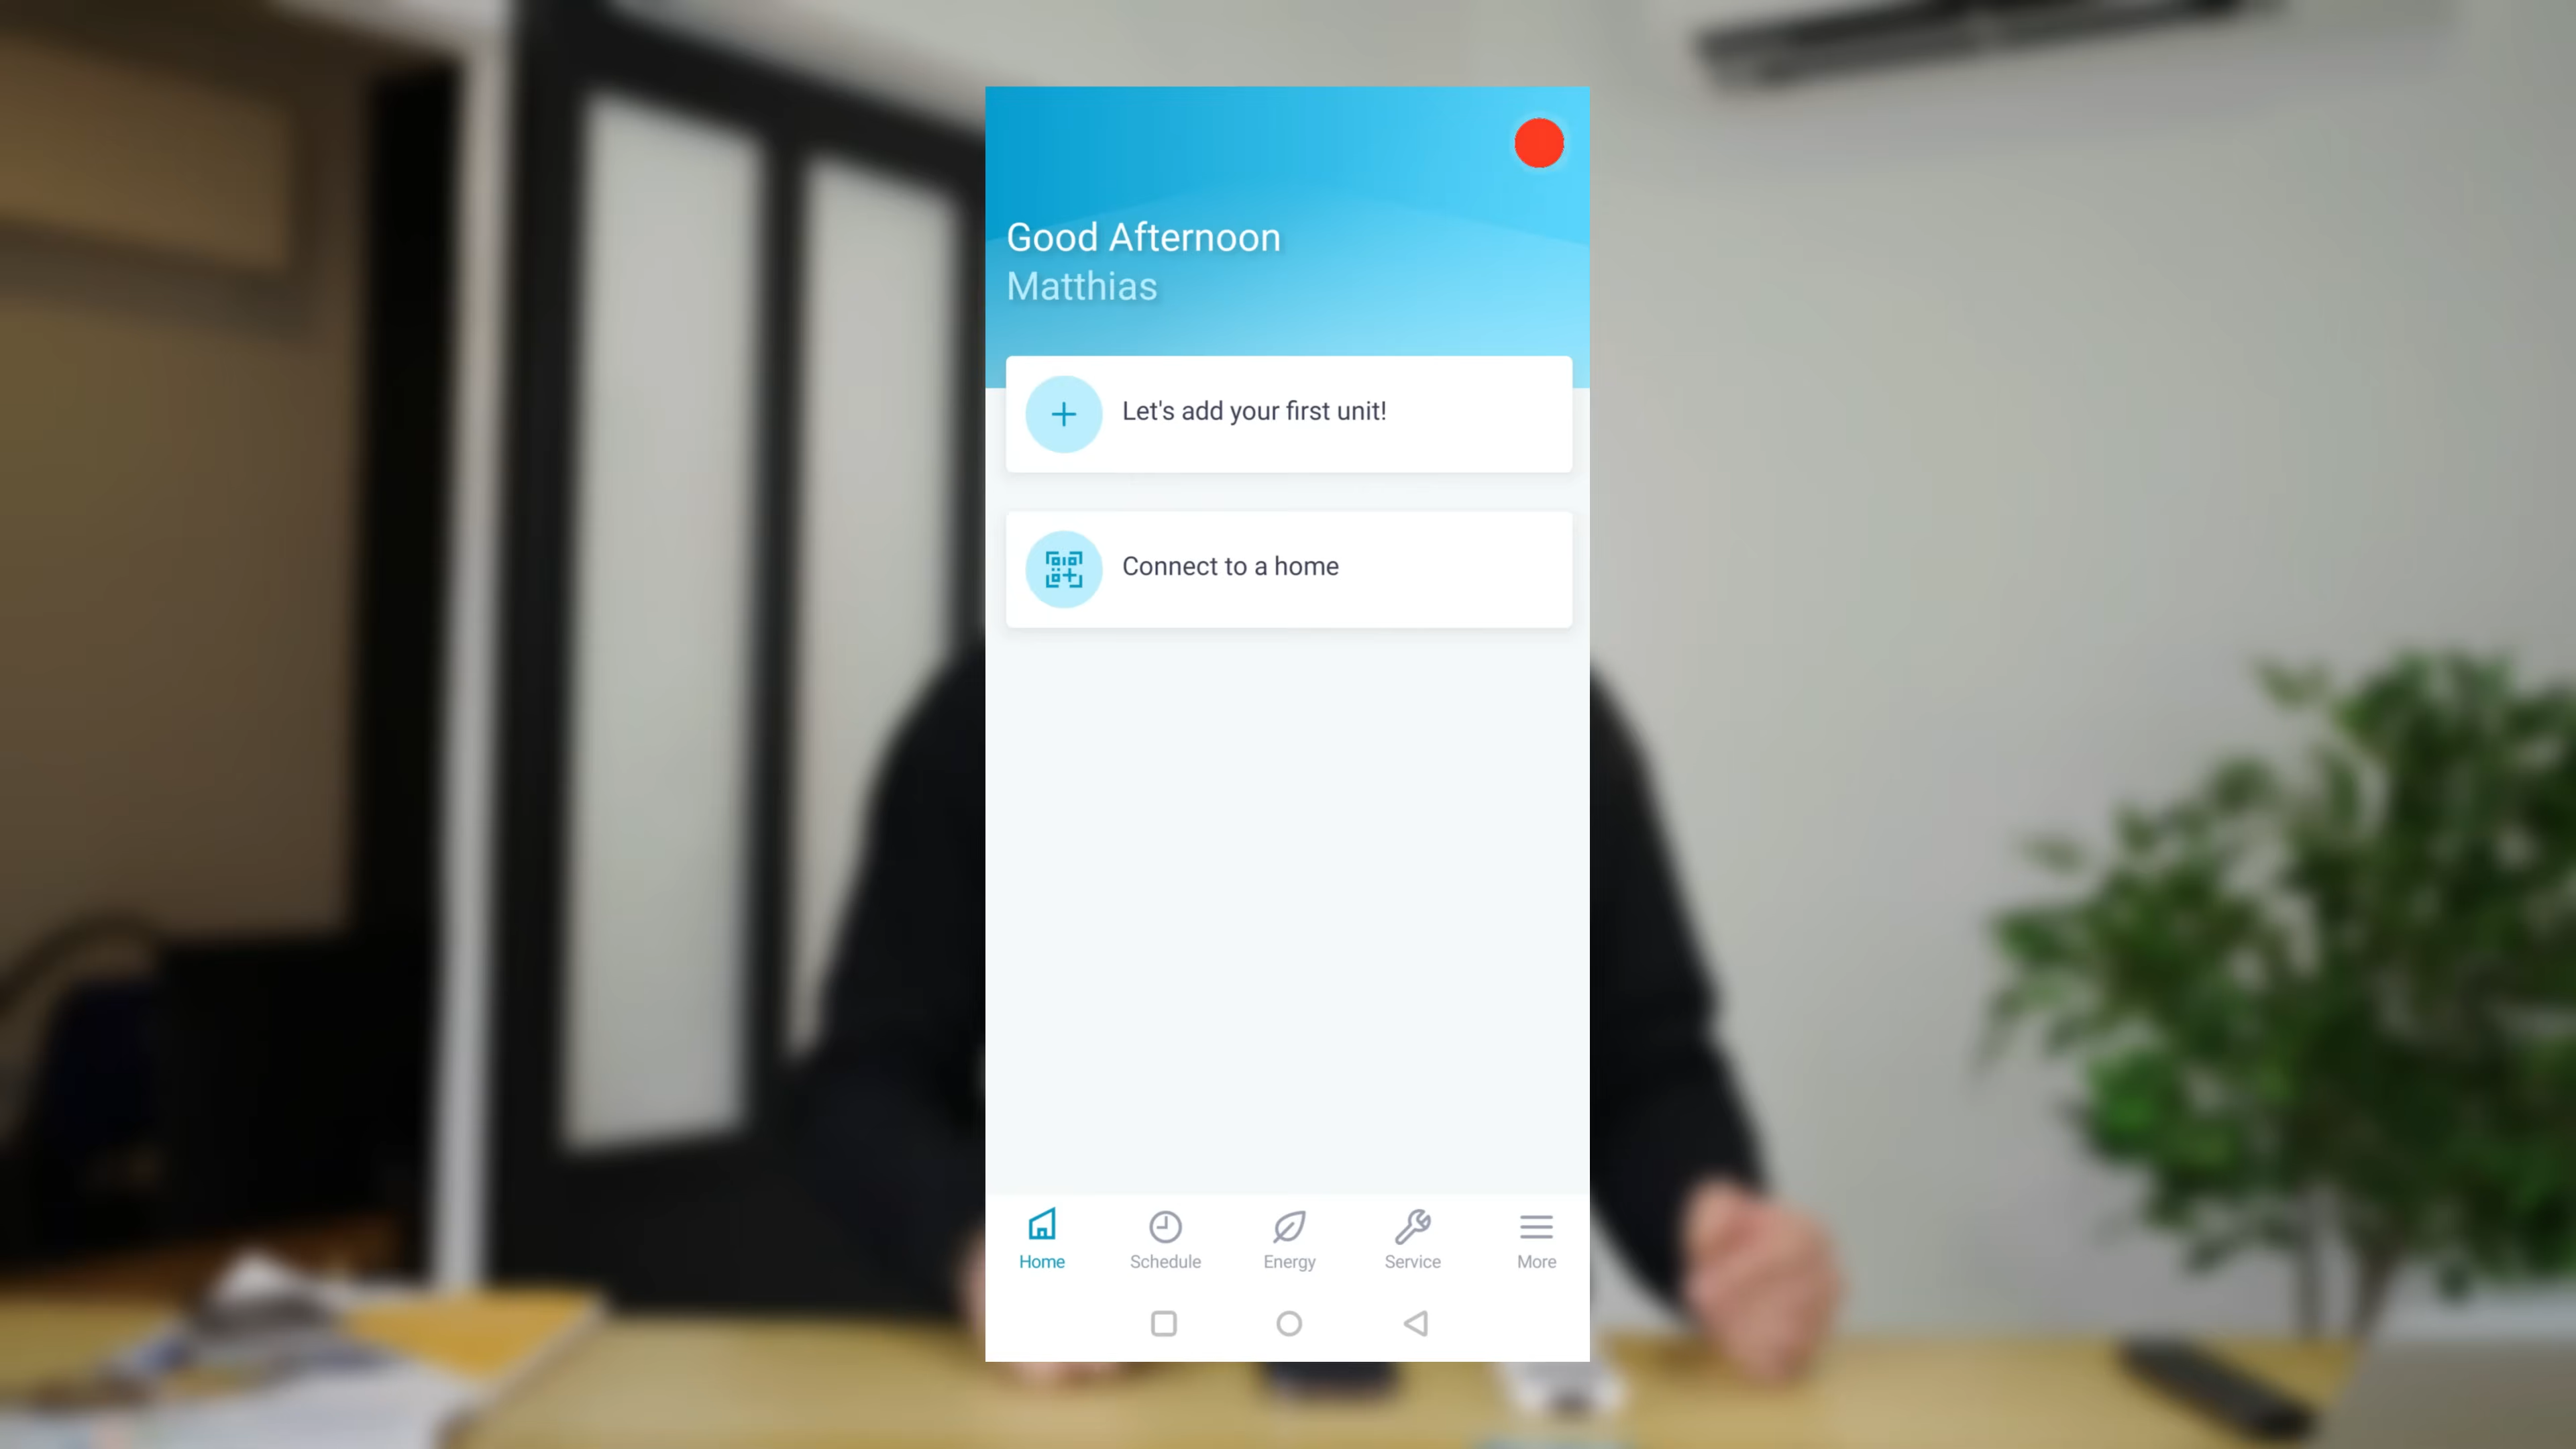 Good Afternoon
Matthias
Let's add your first unit!
Connect to a home
Home
Schedule
Energy
Service
More